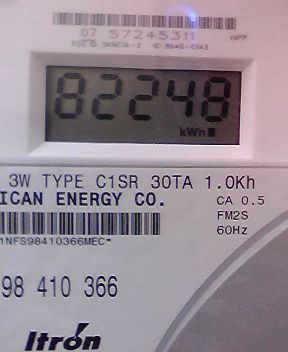 07 57245311
82248
kWh
3W TYPE C1SR 30TA 1.0Kh
ICAN ENERGY CO.
CA 0.5
FM2S
60Hz
1NFS98410366MEC*
98 410 366
Itrón